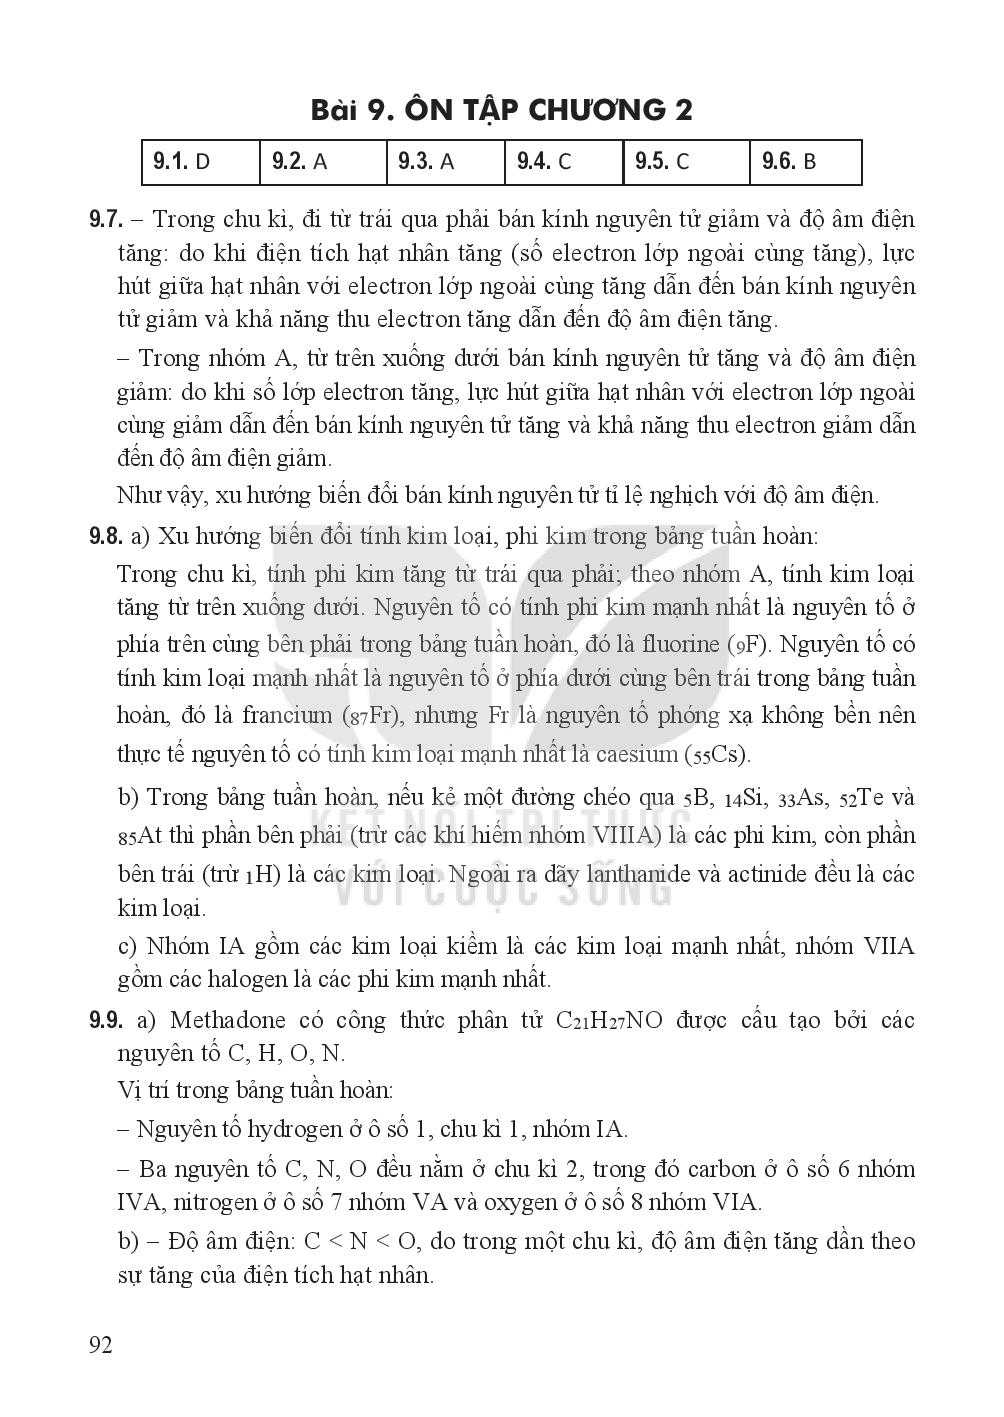 Bài 9. ÔN TẬP CHƯƠNG 2
9.1. D 9.2. A 9.3. A 9.4. C 9.5. C 9.6. B
9.7. – Trong chu kì, đi từ trái qua phải bán kính nguyên tử giảm và độ âm điện
tăng: do khi điện tích hạt nhân tăng (số electron lớp ngoài cùng tăng), lực
hút giữa hạt nhân với electron lớp ngoài cùng tăng dẫn đến bán kính nguyên
tử giảm và khả năng thu electron tăng dẫn đến độ âm điện tăng.
– Trong nhóm A, từ trên xuống dưới bán kính nguyên tử tăng và độ âm điện
giảm: do khi số lớp electron tăng, lực hút giữa hạt nhân với electron lớp ngoài
cùng giảm dẫn đến bán kính nguyên tử tăng và khả năng thu electron giảm dẫn
đến độ âm điện giảm.
Như vậy, xu hướng biến đổi bán kính nguyên tử tỉ lệ nghịch với độ âm điện.
9.8. a) Xu hướng biến đổi tính kim loại, phi kim trong bảng tuần hoàn:
Trong chu kì, tính phi kim tăng từ trái qua phải; theo nhóm A, tính kim loại
tăng từ trên xuống dưới. Nguyên tố có tính phi kim mạnh nhất là nguyên tố ở
phía trên cùng bên phải trong bảng tuần hoàn, đó là fluorine (₉F). Nguyên tố có
tính kim loại mạnh nhất là nguyên tố ở phía dưới cùng bên trái trong bảng tuần
hoàn, đó là francium (₈₇Fr), nhưng Fr là nguyên tố phóng xạ không bền nên
thực tế nguyên tố có tính kim loại mạnh nhất là caesium (₅₅Cs).
b) Trong bảng tuần hoàn, nếu kẻ một đường chéo qua ₅B, ₁₄Si, ₃₃As, ₅₂Te và
₈₅At thì phần bên phải (trừ các khí hiếm nhóm VIIIA) là các phi kim, còn phần
bên trái (trừ ₁H) là các kim loại. Ngoài ra dãy lanthanide và actinide đều là các
kim loại.
c) Nhóm IA gồm các kim loại kiềm là các kim loại mạnh nhất, nhóm VIIA
gồm các halogen là các phi kim mạnh nhất.
9.9. a) Methadone có công thức phân tử C₂₁H₂₇NO được cấu tạo bởi các
nguyên tố C, H, O, N.
Vị trí trong bảng tuần hoàn:
– Nguyên tố hydrogen ở ô số 1, chu kì 1, nhóm IA.
– Ba nguyên tố C, N, O đều nằm ở chu kì 2, trong đó carbon ở ô số 6 nhóm
IVA, nitrogen ở ô số 7 nhóm VA và oxygen ở ô số 8 nhóm VIA.
b) – Độ âm điện: C < N < O, do trong một chu kì, độ âm điện tăng dần theo
sự tăng của điện tích hạt nhân.
KẾT NỐI TRI THỨC
VỚI CUỘC SỐNG
92